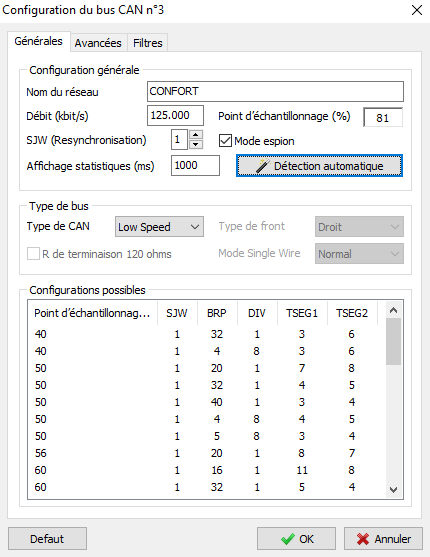 Configuration du bus CAN n°3
Générales Avancées Filtres
Configuration générale
Nom du réseau CONFORT
Débit (kbit/s) 125.000 Point d'échantillonnage (%) 81
SJW (Resynchronisation) 1 Mode espion
Affichage statistiques (ms) 1000 Détection automatique
Type de bus
Type de CAN Low Speed Type de front Droit
R de terminaison 120 ohms Mode Single Wire Normal
Configurations possibles
Point d'échantillonnag... SJW BRP DIV TSEG1 TSEG2
40 1 32 1 3 6
40 1 4 8 3 6
50 1 20 1 7 8
50 1 32 1 4 5
50 1 40 1 3 4
50 1 4 8 4 5
50 1 5 8 3 4
56 1 20 1 8 7
60 1 16 1 11 8
60 1 32 1 5 4
Defaut OK Annuler